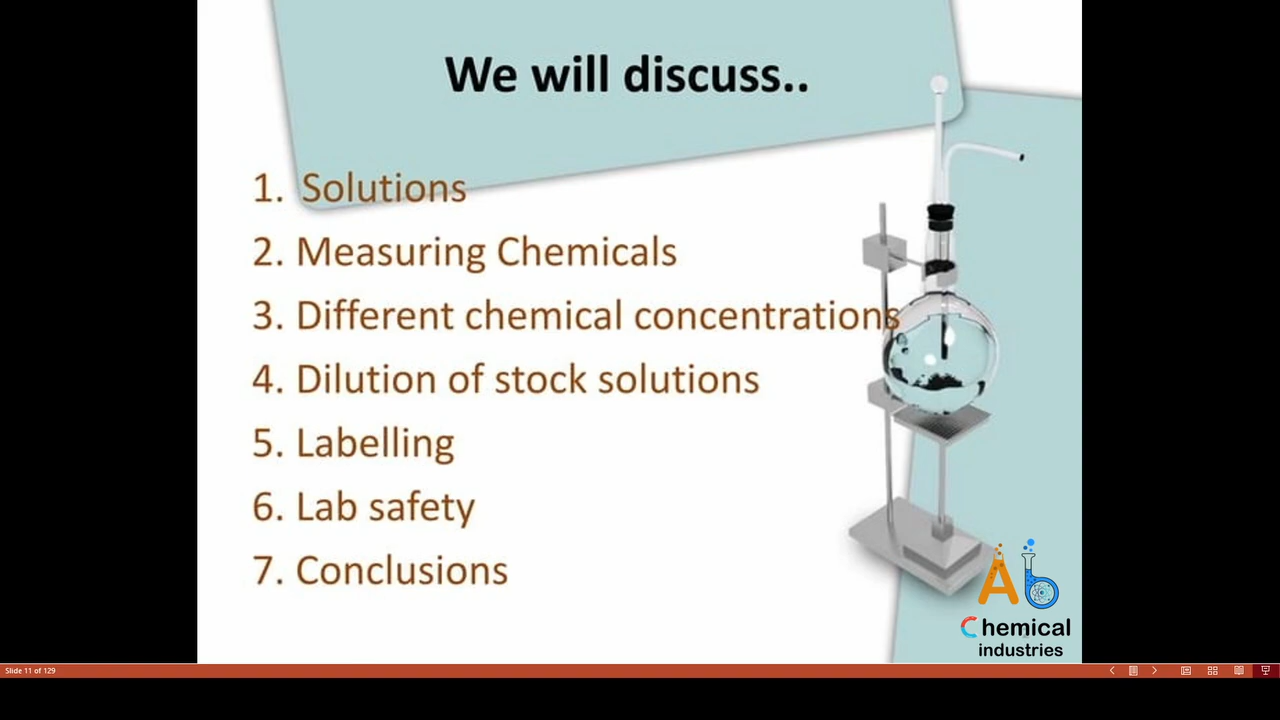 We will discuss..
1. Solutions
2. Measuring Chemicals
3. Different chemical concentrations
4. Dilution of stock solutions
5. Labelling
6. Lab safety
7. Conclusions
Ab
Chemical
industries
Slide 11 of 129